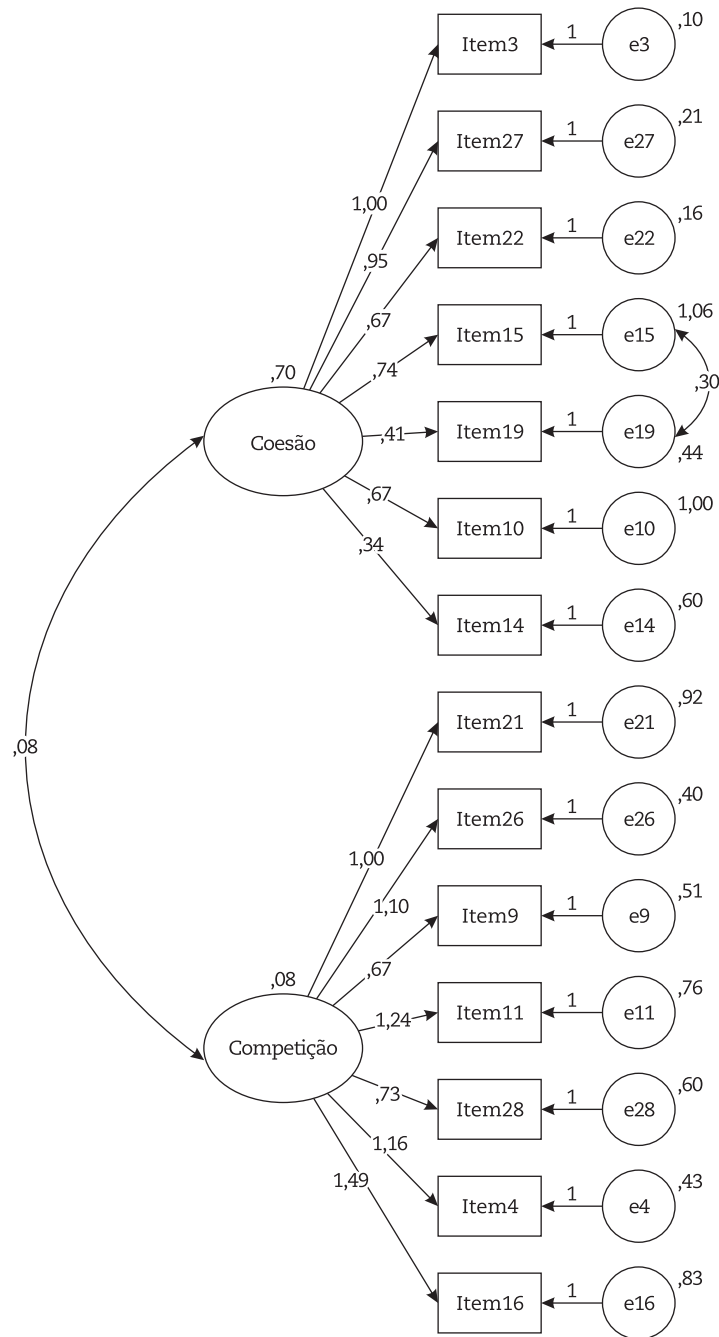 Item3 1 e3 ,10
Item27 1 e27 ,21
1,00
Item22 1 e22 ,16
,95
Item15 1 e15 1,06
,67
,74
,30
,70
Coesão
,41 Item19 1 e19 ,44
,67 Item10 1 e10 1,00
,34
Item14 1 e14 ,60
Item21 1 e21 ,92
,08
Item26 1 e26 ,40
1,00
1,10
Item9 1 e9 ,51
,67
,08
Competição
1,24 Item11 1 e11 ,76
,73 Item28 1 e28 ,60
1,16
1,49
Item4 1 e4 ,43
Item16 1 e16 ,83